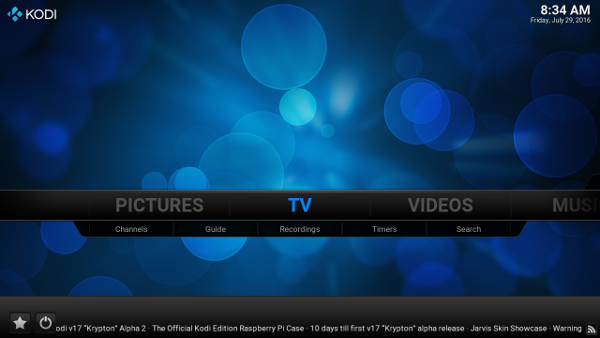 KODI
8:34 AM
Friday, July 29, 2016
PICTURES TV VIDEOS MUSI
Channels Guide Recordings Timers Search
odi v17 "Krypton" Alpha 2 · The Official Kodi Edition Raspberry Pi Case · 10 days till first v17 "Krypton" alpha release · Jarvis Skin Showcase · Warning